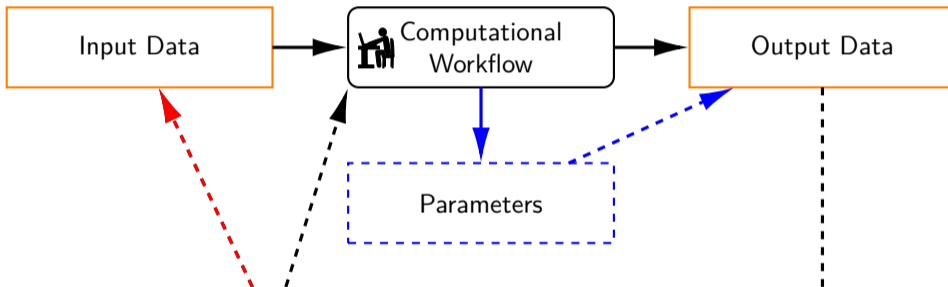 Input Data
Computational
Workflow
Output Data
Parameters